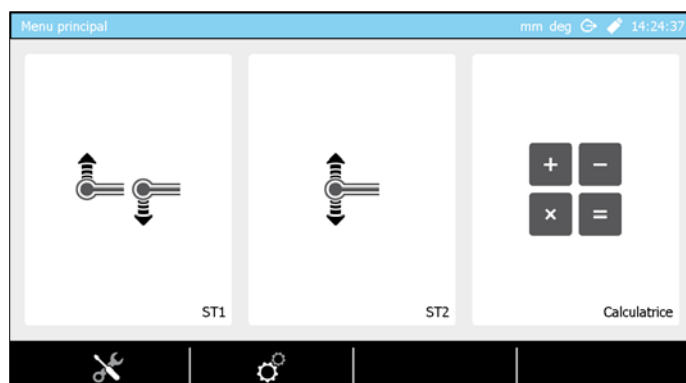 Menu principal mm deg 14:24:37
+ −
× =
ST1 ST2 Calculatrice